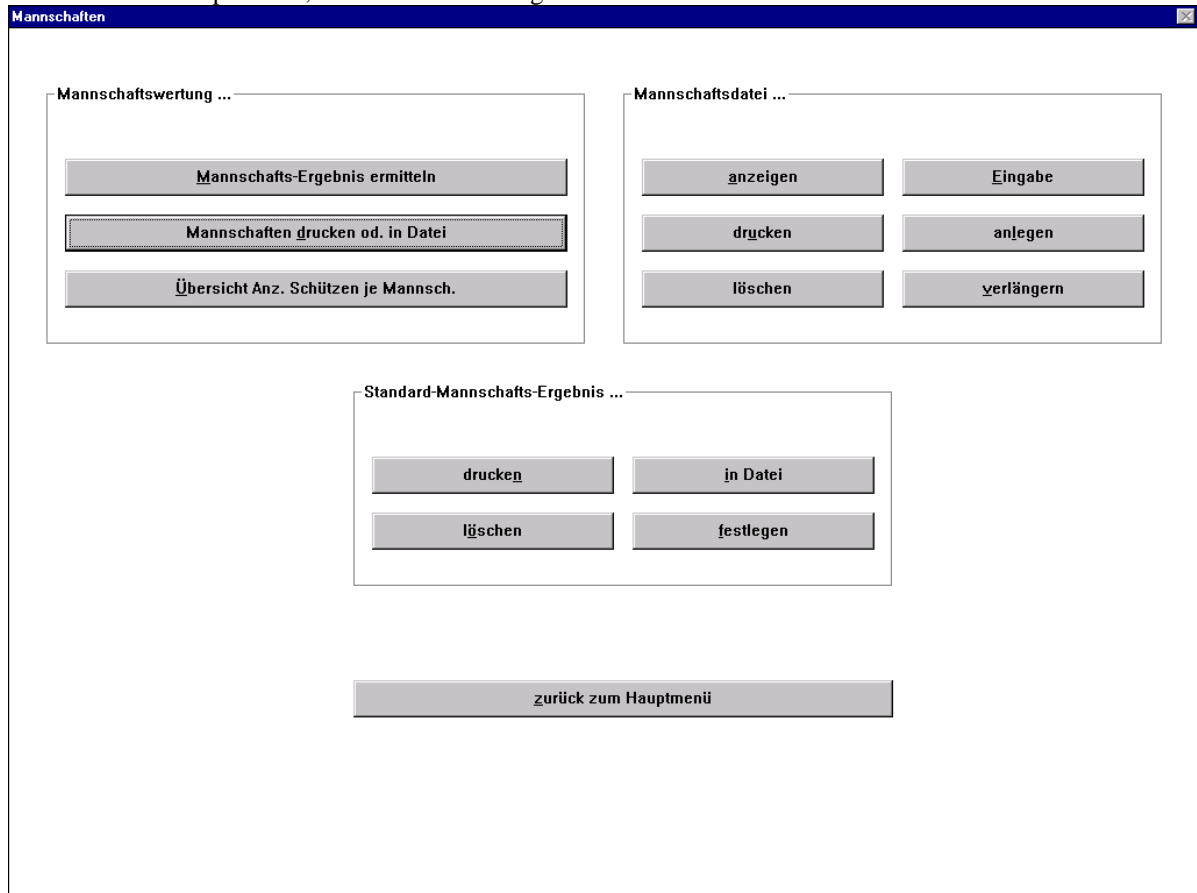 Mannschaften
Mannschaftswertung ...
Mannschafts-Ergebnis ermitteln
Mannschaften drucken od. in Datei
Übersicht Anz. Schützen je Mannsch.
Mannschaftsdatei ...
anzeigen
Eingabe
drucken
anlegen
löschen
verlängern
Standard-Mannschafts-Ergebnis ...
drucken
in Datei
löschen
festlegen
zurück zum Hauptmenü